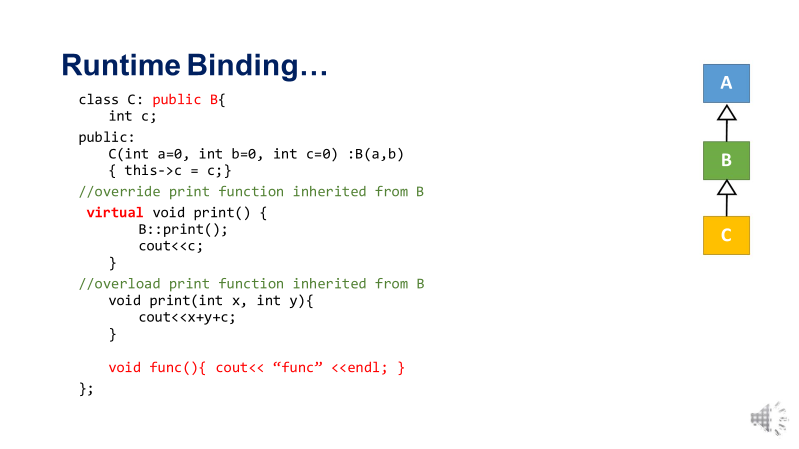 Runtime Binding…
class C: public B{
int c;
public:
C(int a=0, int b=0, int c=0) :B(a,b)
{ this->c = c;}
//override print function inherited from B
virtual void print() {
B::print();
cout<<c;
}
//overload print function inherited from B
void print(int x, int y){
cout<<x+y+c;
}
void func(){ cout<< “func” <<endl; }
};
A
B
C